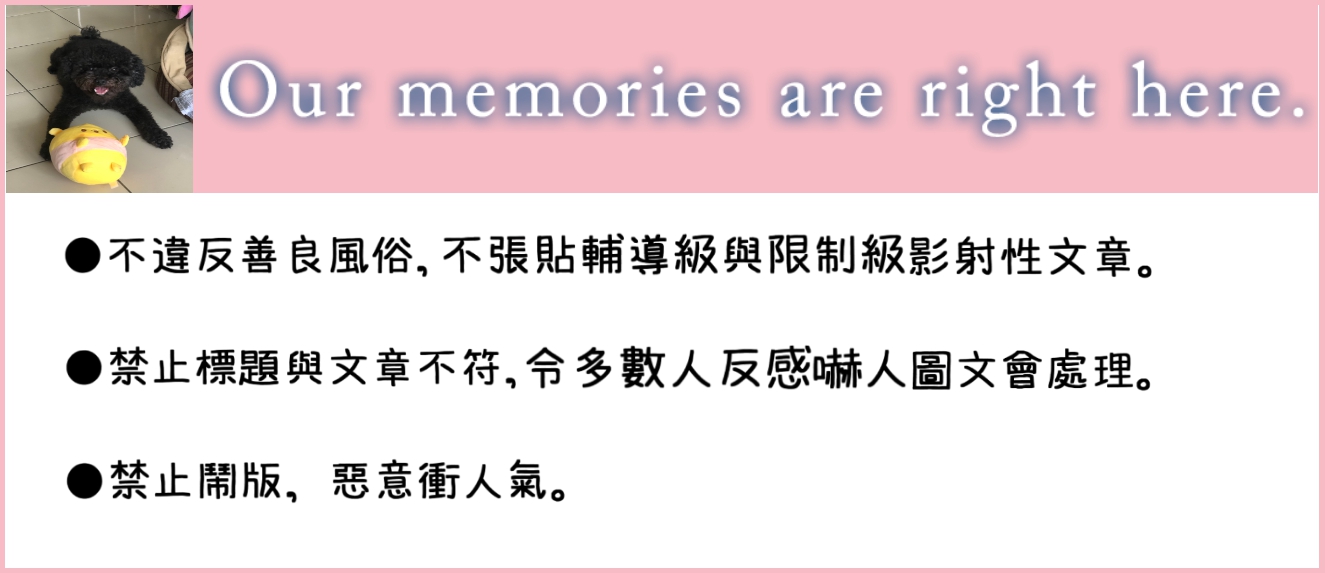 Our memories are right here.
●不違反善良風俗,不張貼輔導級與限制級影射性文章。
●禁止標題與文章不符,令多數人反感嚇人圖文會處理。
●禁止鬧版, 惡意衝人氣。